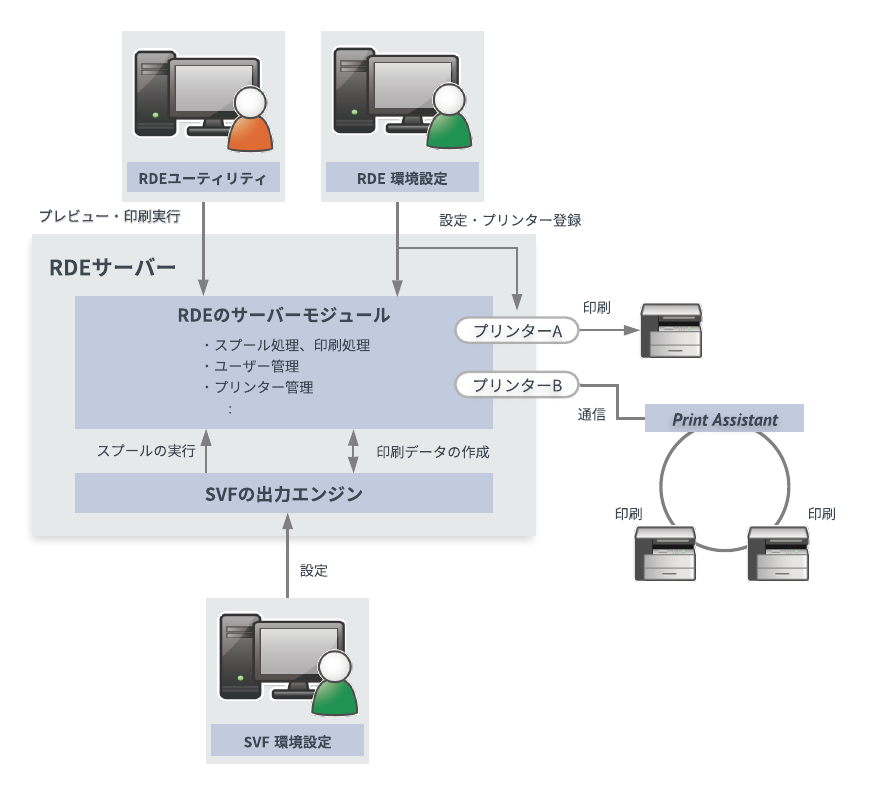 RDEユーティリティ
RDE 環境設定
プレビュー・印刷実行
設定・プリンター登録
RDEサーバー
RDEのサーバーモジュール
・スプール処理、印刷処理
・ユーザー管理
・プリンター管理
:
プリンターA
印刷
プリンターB
通信
Print Assistant
スプールの実行
印刷データの作成
SVFの出力エンジン
印刷
印刷
設定
SVF 環境設定